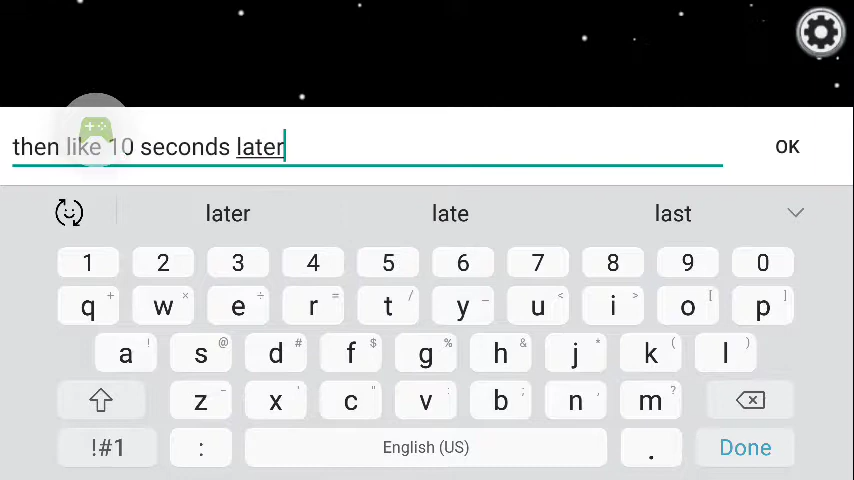 then like 10 seconds later
OK
later late last
1 2 3 4 5 6 7 8 9 0
q + w × e ÷ r = t / y _ u < i > o [ p ]
a ! s @ d # f $ g % h & j * k ( l )
z - x ' c " v : b ; n , m ?
!#1 : English (US) . Done